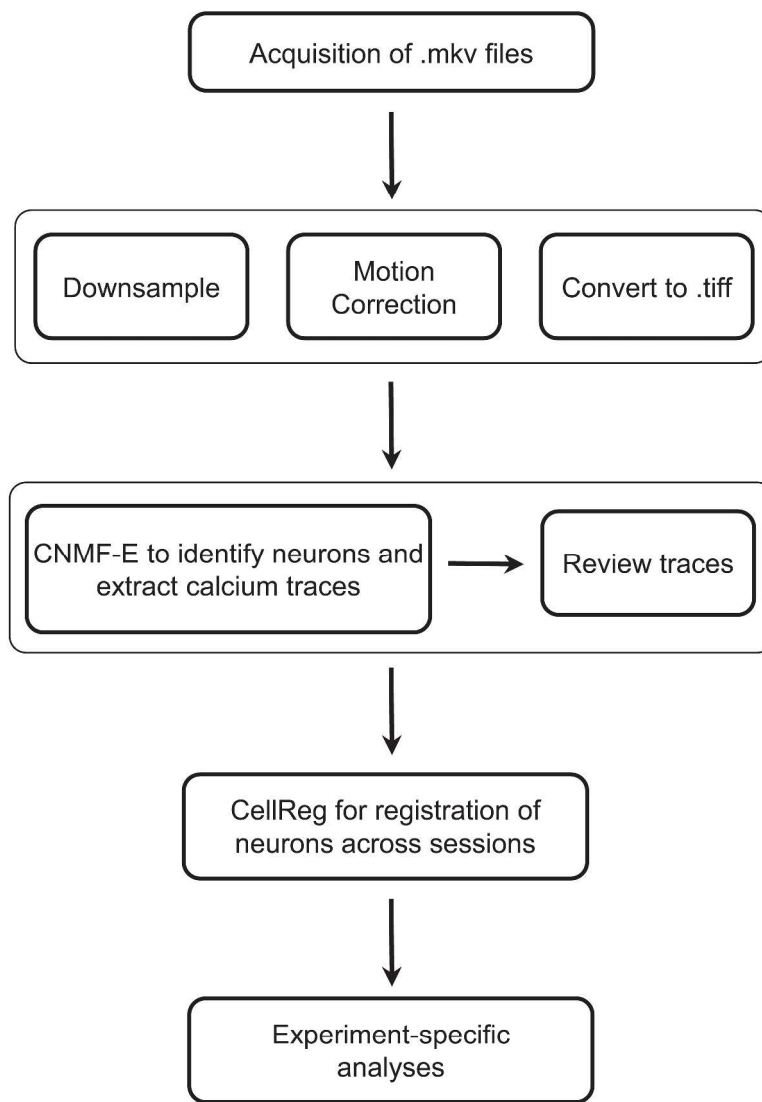 Acquisition of .mkv files
Downsample
Motion
Correction
Convert to .tiff
CNMF-E to identify neurons and
extract calcium traces
Review traces
CellReg for registration of
neurons across sessions
Experiment-specific
analyses